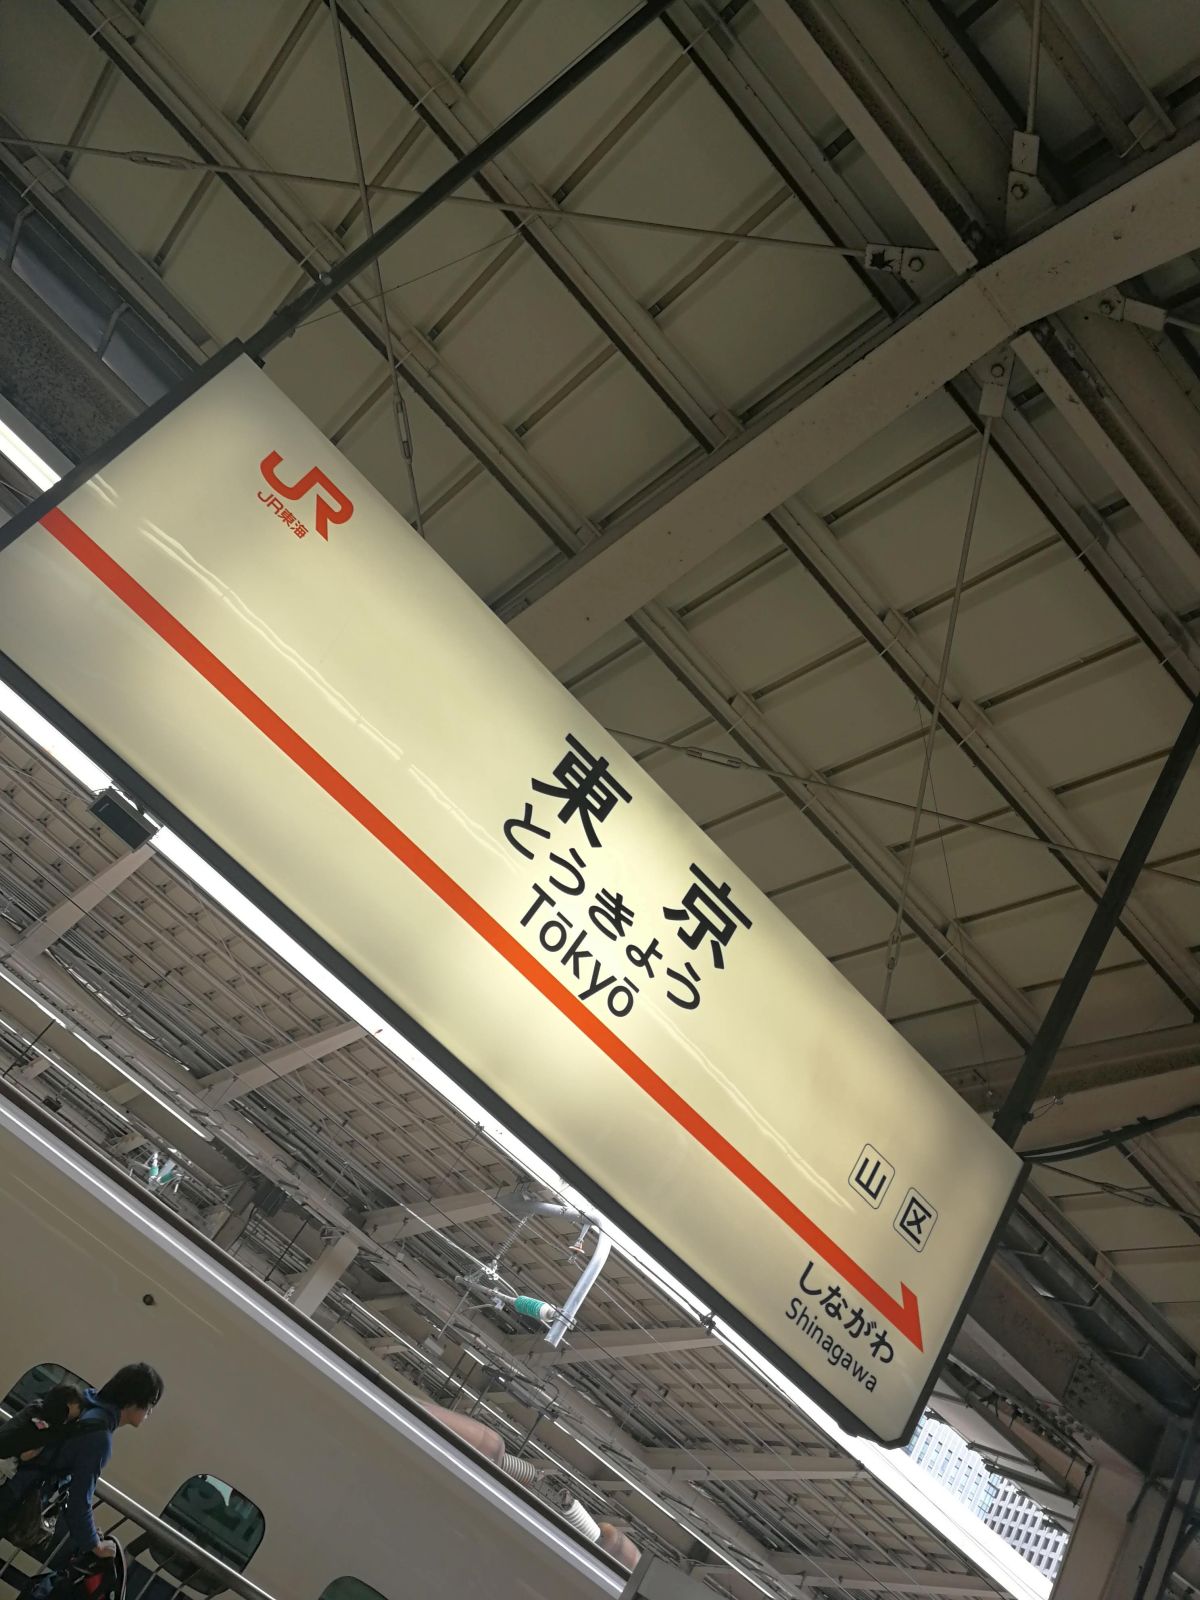 JR
JR東海
東京
とうきょう
Tōkyō
山区
しながわ
Shinagawa